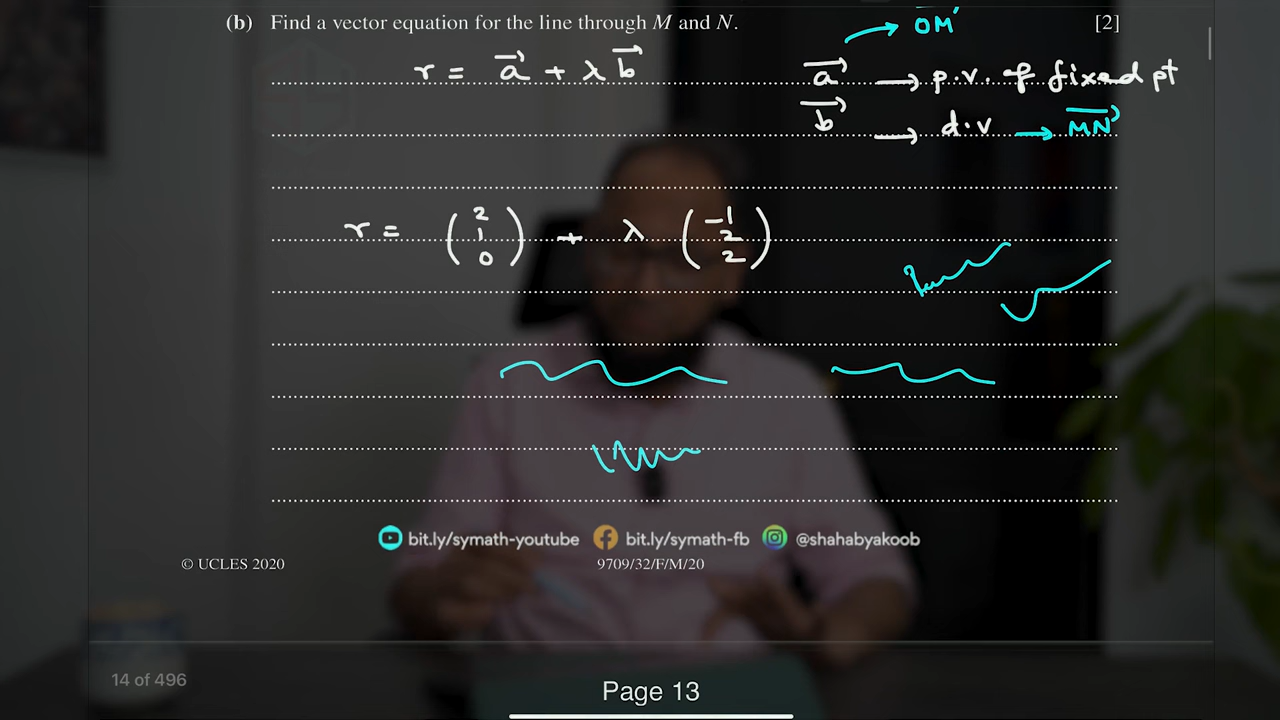 (b) Find a vector equation for the line through M and N. [2]
OM
r = a + λ b
a → p.v. of fixed pt
b → d.v → MN
r = (2 1 0) + λ (-1 2 2)
bit.ly/symath-youtube bit.ly/symath-fb @shahabyakoob
© UCLES 2020 9709/32/F/M/20
14 of 496
Page 13